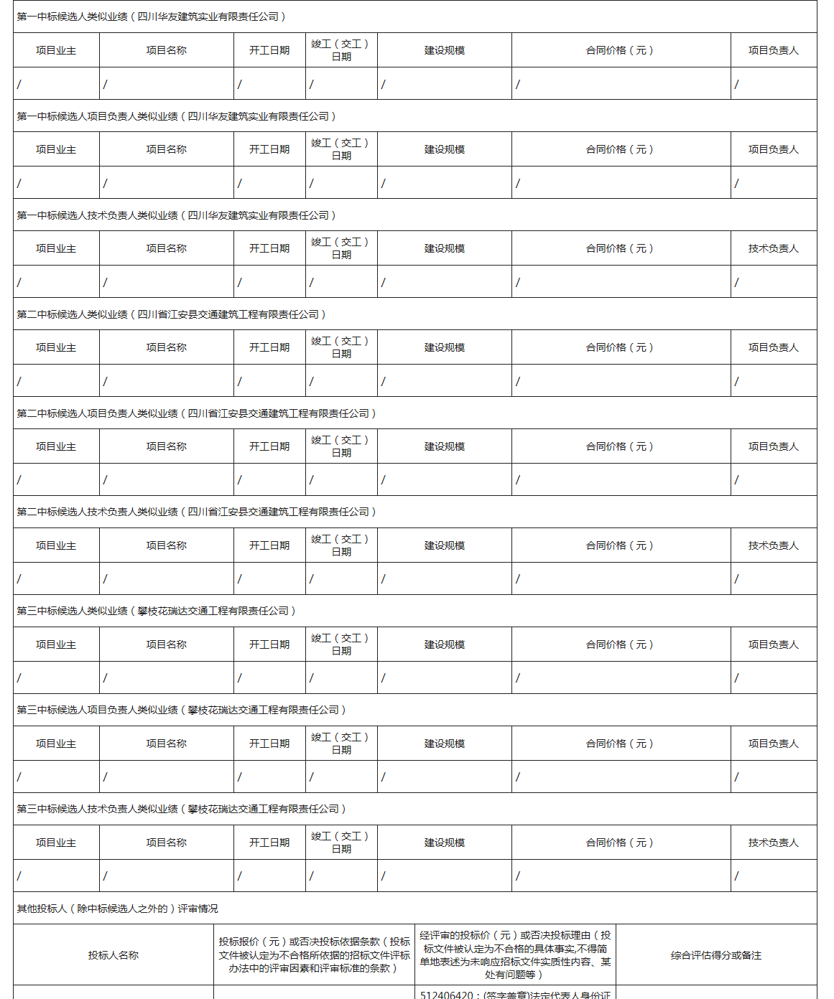 第一中标候选人类似业绩（四川华友建筑实业有限责任公司）
项目业主 项目名称 开工日期 竣工（交工）日期 建设规模 合同价格（元） 项目负责人
/ / / / / / /
第一中标候选人项目负责人类似业绩（四川华友建筑实业有限责任公司）
项目业主 项目名称 开工日期 竣工（交工）日期 建设规模 合同价格（元） 项目负责人
/ / / / / / /
第一中标候选人技术负责人类似业绩（四川华友建筑实业有限责任公司）
项目业主 项目名称 开工日期 竣工（交工）日期 建设规模 合同价格（元） 技术负责人
/ / / / / / /
第二中标候选人类似业绩（四川省江安县交通建筑工程有限责任公司）
项目业主 项目名称 开工日期 竣工（交工）日期 建设规模 合同价格（元） 项目负责人
/ / / / / / /
第二中标候选人项目负责人类似业绩（四川省江安县交通建筑工程有限责任公司）
项目业主 项目名称 开工日期 竣工（交工）日期 建设规模 合同价格（元） 项目负责人
/ / / / / / /
第二中标候选人技术负责人类似业绩（四川省江安县交通建筑工程有限责任公司）
项目业主 项目名称 开工日期 竣工（交工）日期 建设规模 合同价格（元） 技术负责人
/ / / / / / /
第三中标候选人类似业绩（攀枝花瑞达交通工程有限责任公司）
项目业主 项目名称 开工日期 竣工（交工）日期 建设规模 合同价格（元） 项目负责人
/ / / / / / /
第三中标候选人项目负责人类似业绩（攀枝花瑞达交通工程有限责任公司）
项目业主 项目名称 开工日期 竣工（交工）日期 建设规模 合同价格（元） 项目负责人
/ / / / / / /
第三中标候选人技术负责人类似业绩（攀枝花瑞达交通工程有限责任公司）
项目业主 项目名称 开工日期 竣工（交工）日期 建设规模 合同价格（元） 技术负责人
/ / / / / / /
其他投标人（除中标候选人之外的）评审情况
投标人名称
投标报价（元）或否决投标依据条款（投标
文件被认定为不合格所依据的招标文件评标
办法中的评审因素和评审标准的条款）
经评审的投标价（元）或否决投标理由（投
标文件被认定为不合格的具体事实,不得简
单地表述为未响应招标文件实质性内容、某
处有问题等）
综合评估得分或备注
512406420：(签字盖章)法定代表人身份证